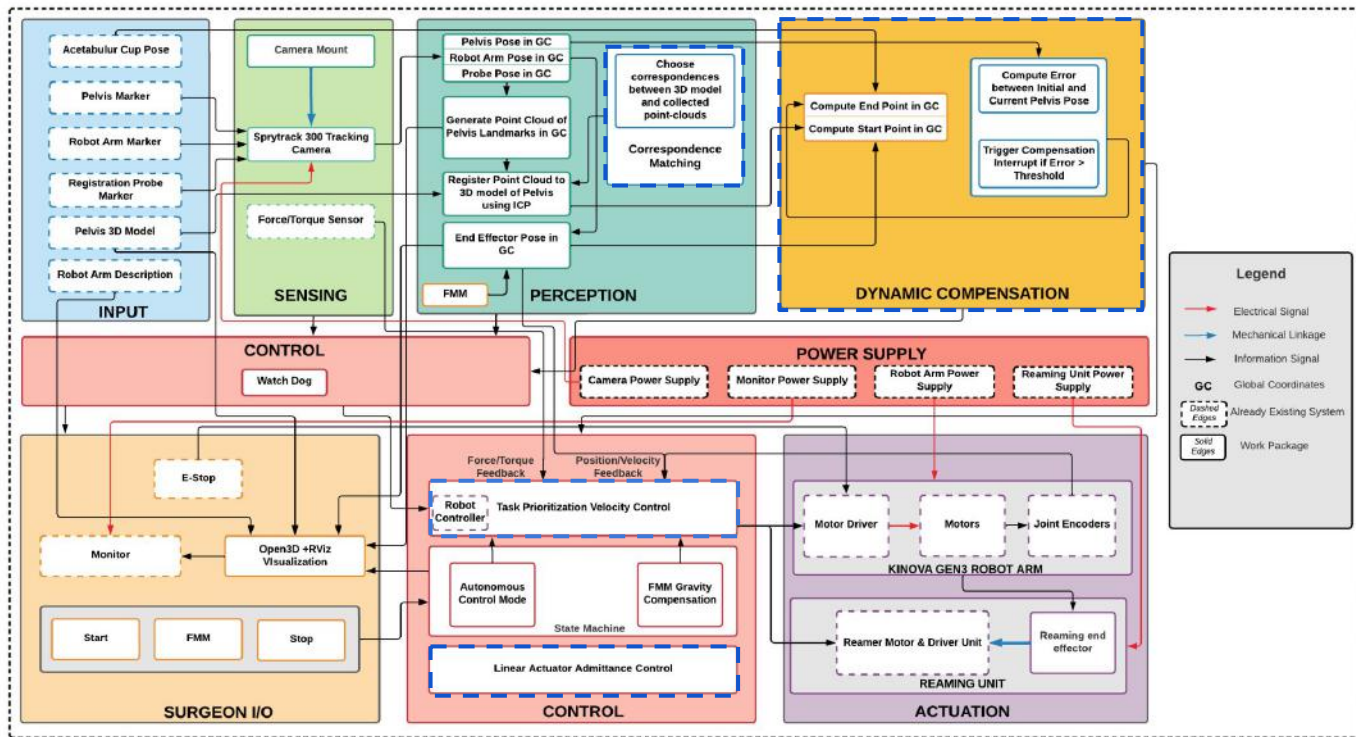 Acetabulur Cup Pose
Pelvis Marker
Robot Arm Marker
Registration Probe
Marker
Pelvis 3D Model
Robot Arm Description
INPUT
Camera Mount
Sprytrack 300 Tracking
Camera
Force/Torque Sensor
SENSING
Pelvis Pose in GC
Robot Arm Pose in GC
Probe Pose in GC
Generate Point Cloud of
Pelvis Landmarks in GC
Register Point Cloud to
3D model of Pelvis
using ICP
End Effector Pose in
GC
FMM
Choose
correspondences
between 3D model
and collected
point-clouds
Correspondence
Matching
PERCEPTION
Compute End Point in GC
Compute Start Point in GC
Compute Error
between Initial and
Current Pelvis Pose
Trigger Compensation
Interrupt if Error >
Threshold
DYNAMIC COMPENSATION
CONTROL
Watch Dog
POWER SUPPLY
Camera Power Supply
Monitor Power Supply
Robot Arm Power
Supply
Reaming Unit Power
Supply
E-Stop
Monitor
Open3D +RViz
VIsualization
Start
FMM
Stop
SURGEON I/O
Force/Torque
Feedback
Position/Velocity
Feedback
Robot
Controller
Task Prioritization Velocity Control
Autonomous
Control Mode
FMM Gravity
Compensation
State Machine
Linear Actuator Admittance Control
CONTROL
Motor Driver
Motors
Joint Encoders
KINOVA GEN3 ROBOT ARM
Reamer Motor & Driver Unit
Reaming end
effector
REAMING UNIT
ACTUATION
Legend
Electrical Signal
Mechanical Linkage
Information Signal
GC
Global Coordinates
Dashed
Edges
Already Existing System
Solid
Edges
Work Package